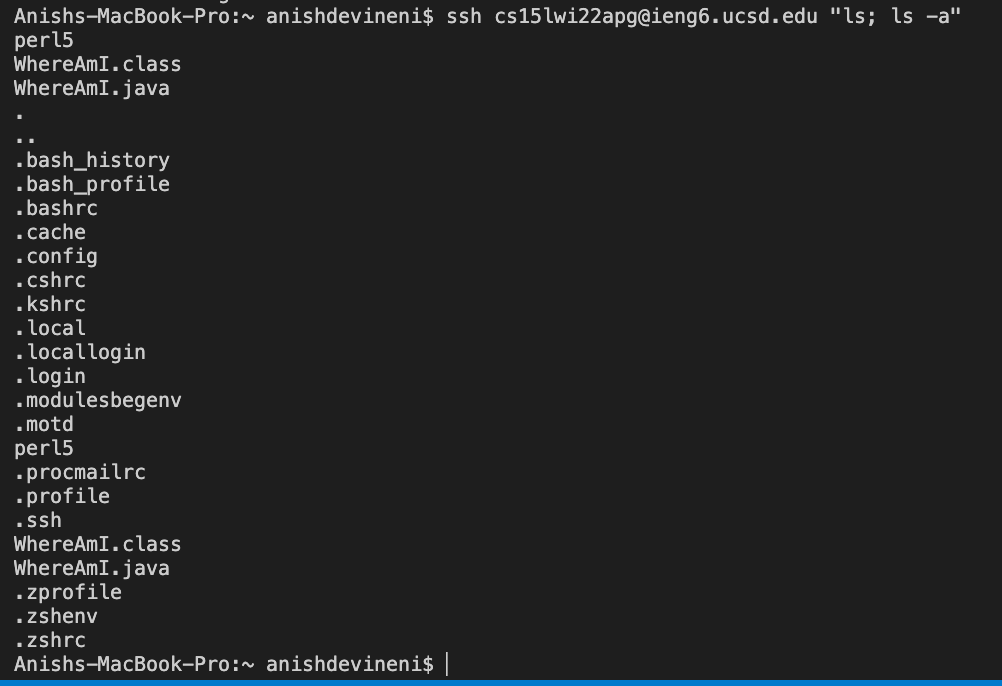 Anishs-MacBook-Pro:~ anishdevineni$ ssh cs15lwi22apg@ieng6.ucsd.edu "ls; ls -a"
perl5
WhereAmI.class
WhereAmI.java
.
..
.bash_history
.bash_profile
.bashrc
.cache
.config
.cshrc
.kshrc
.local
.locallogin
.login
.modulesbegenv
.motd
perl5
.procmailrc
.profile
.ssh
WhereAmI.class
WhereAmI.java
.zprofile
.zshenv
.zshrc
Anishs-MacBook-Pro:~ anishdevineni$